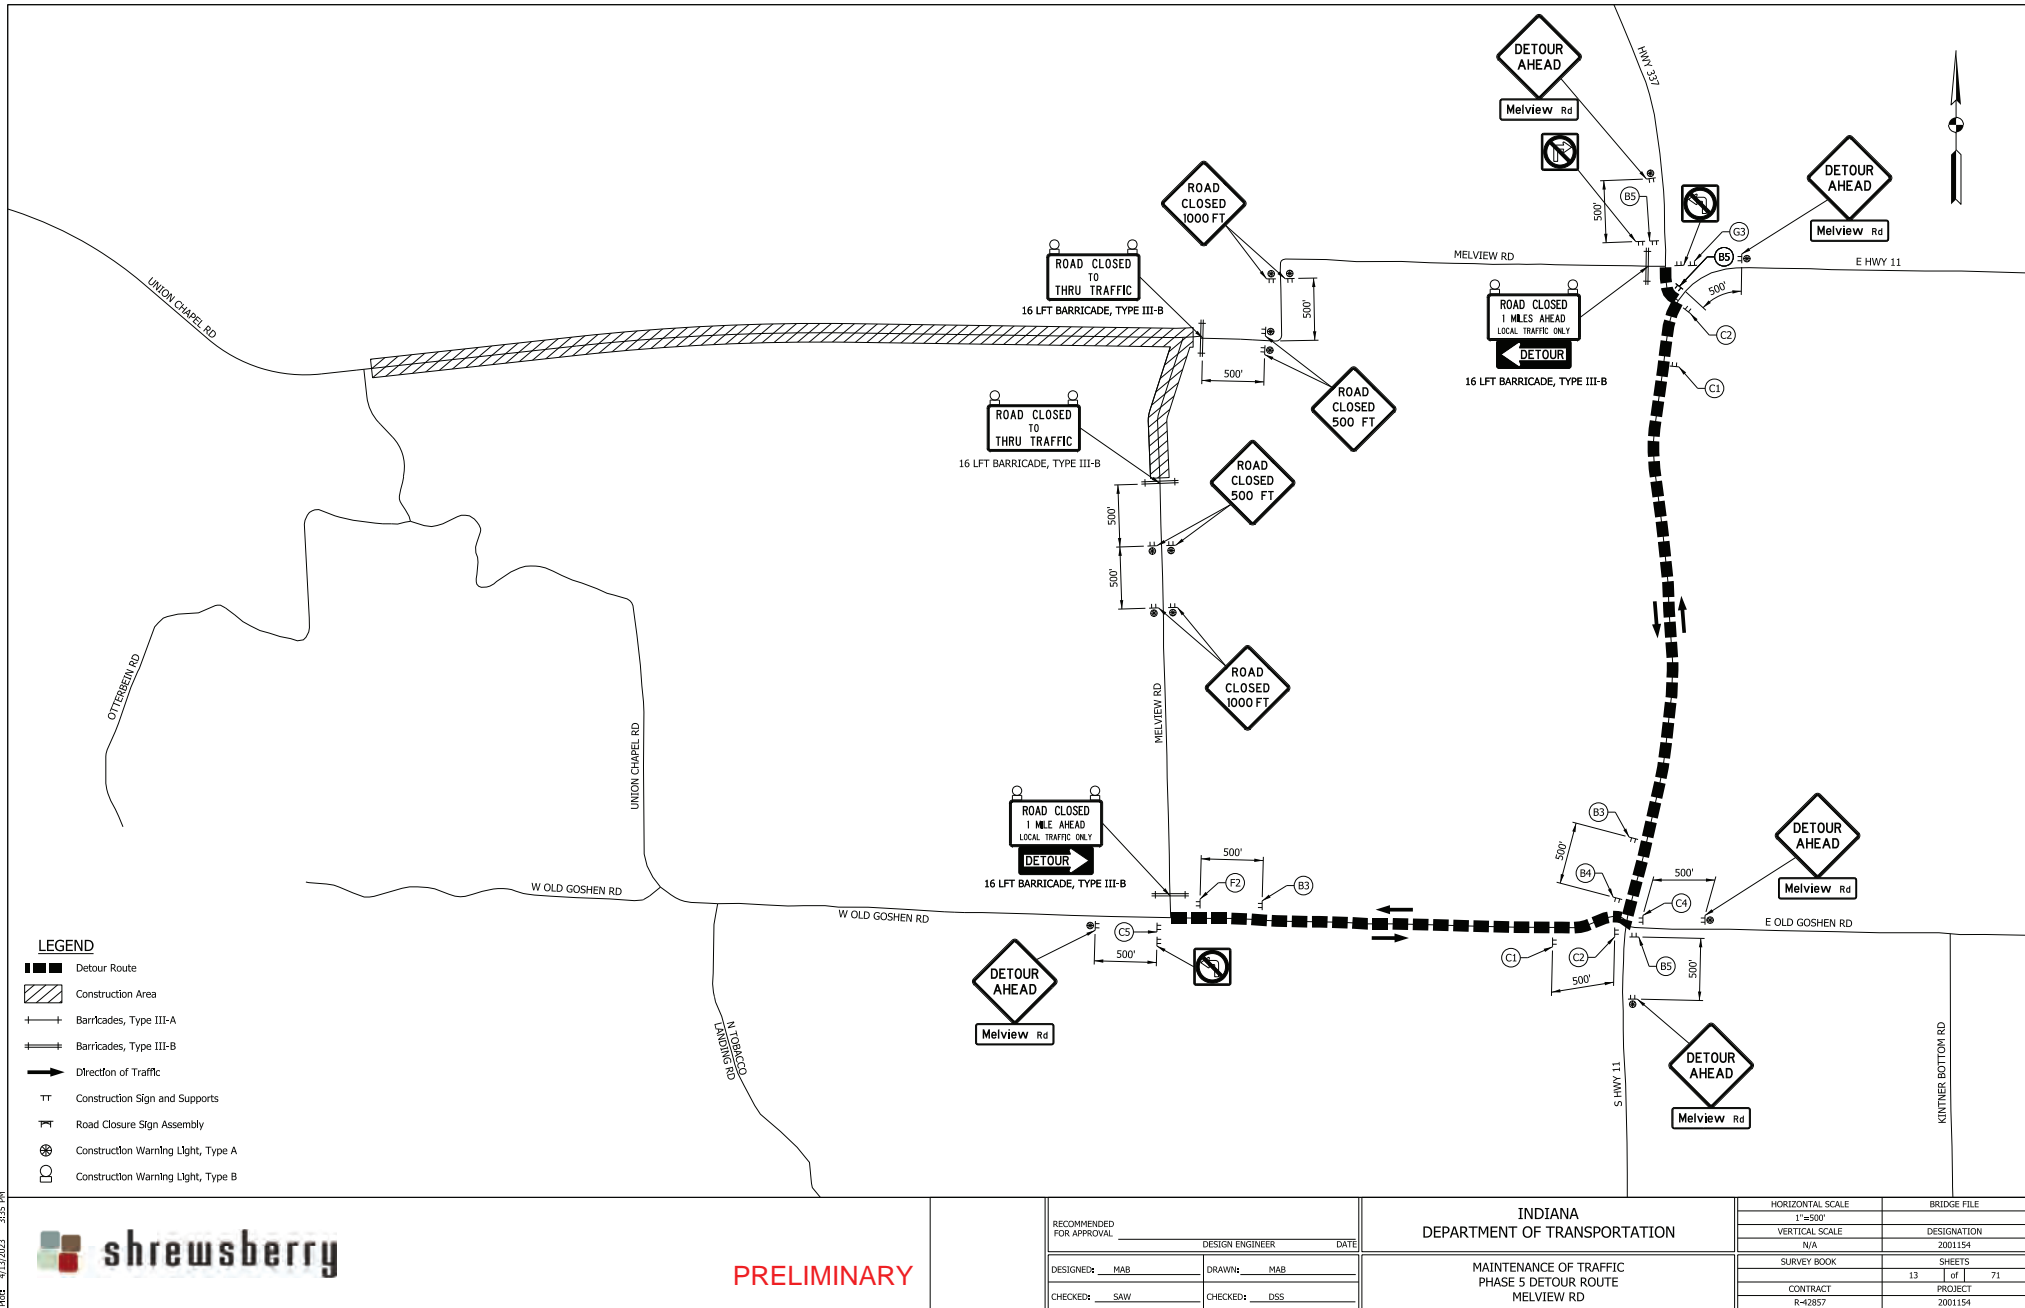 DETOUR
AHEAD
Melview Rd
HWY 337
DETOUR
AHEAD
Melview Rd
ROAD
CLOSED
1000 FT
B5
500'
G3
B5
500'
C2
C1
MELVIEW RD
E HWY 11
ROAD CLOSED
TO
THRU TRAFFIC
16 LFT BARRICADE, TYPE III-B
500'
500'
ROAD CLOSED
1 MILES AHEAD
LOCAL TRAFFIC ONLY
DETOUR
16 LFT BARRICADE, TYPE III-B
UNION CHAPEL RD
ROAD
CLOSED
500 FT
ROAD CLOSED
TO
THRU TRAFFIC
16 LFT BARRICADE, TYPE III-B
ROAD
CLOSED
500 FT
500'
500'
ROAD
CLOSED
1000 FT
MELVIEW RD
OTTERBEIN RD
UNION CHAPEL RD
ROAD CLOSED
1 MILE AHEAD
LOCAL TRAFFIC ONLY
DETOUR
16 LFT BARRICADE, TYPE III-B
500'
F2
B3
B3
500'
B4
500'
C4
DETOUR
AHEAD
Melview Rd
W OLD GOSHEN RD
W OLD GOSHEN RD
E OLD GOSHEN RD
C5
500'
DETOUR
AHEAD
Melview Rd
C1
C2
500'
B5
500'
DETOUR
AHEAD
Melview Rd
N TOBACCO
LANDING RD
S HWY 11
KINTNER BOTTOM RD
LEGEND
Detour Route
Construction Area
Barricades, Type III-A
Barricades, Type III-B
Direction of Traffic
Construction Sign and Supports
Road Closure Sign Assembly
Construction Warning Light, Type A
Construction Warning Light, Type B
4/13/2023 3:35 PM
shrewsberry
PRELIMINARY
RECOMMENDED
FOR APPROVAL
DESIGN ENGINEER DATE
DESIGNED: MAB DRAWN: MAB
CHECKED: SAW CHECKED: DSS
INDIANA
DEPARTMENT OF TRANSPORTATION
MAINTENANCE OF TRAFFIC
PHASE 5 DETOUR ROUTE
MELVIEW RD
HORIZONTAL SCALE BRIDGE FILE
1"=500'
VERTICAL SCALE DESIGNATION
N/A 2001154
SURVEY BOOK SHEETS
13 of 71
CONTRACT PROJECT
R-42857 2001154